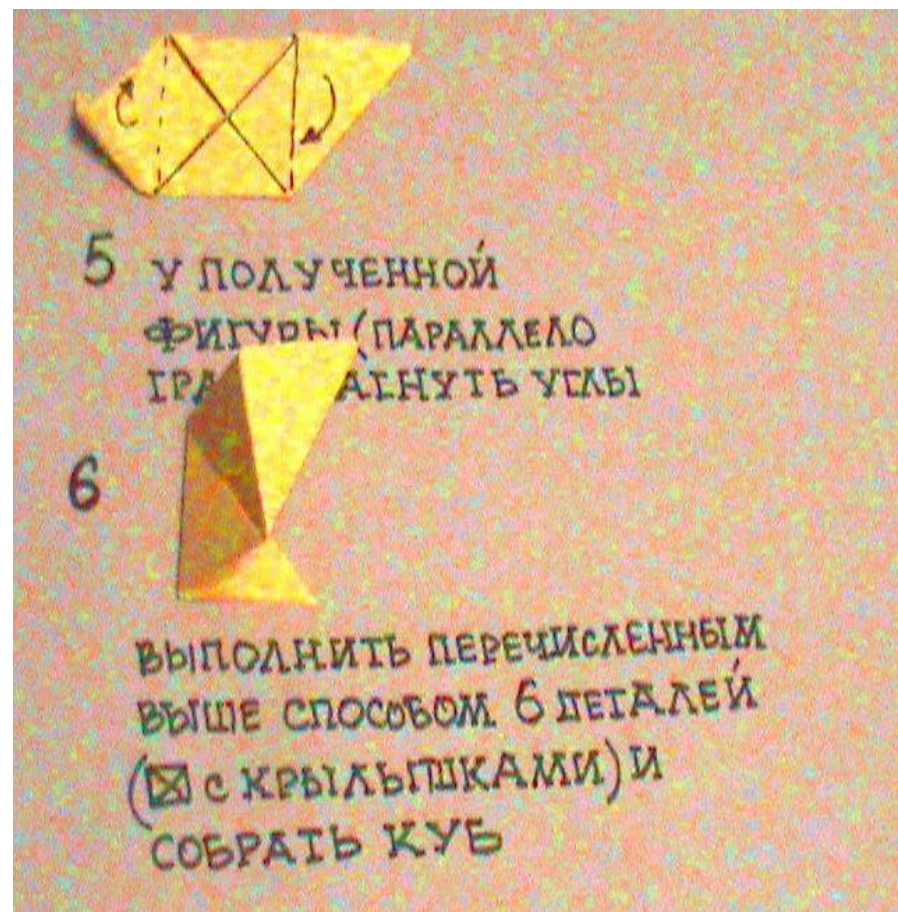 5 У ПОЛУЧЕННОЙ
ФИГУРЫ (ПАРАЛЛЕЛО
УГЛЫ
6
ВЫПОЛНИТЬ ПЕРЕЧИСЛЕННЫМ
ВЫШЕ СПОСОБОМ 6 ДЕТАЛЕЙ
(☒ С КРЫЛЫШКАМИ) И
СОБРАТЬ КУБ